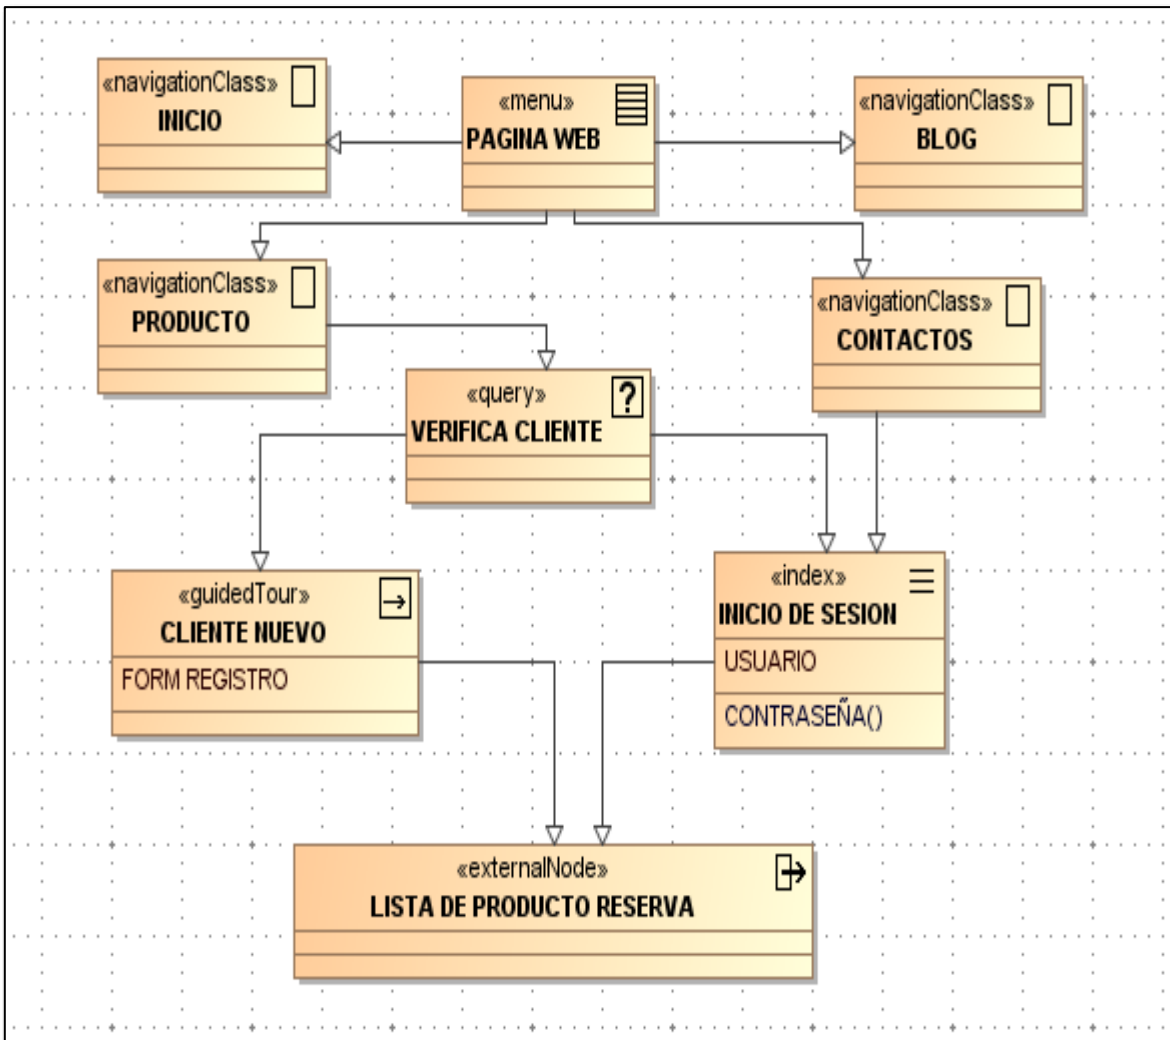 «navigationClass»
INICIO
«menu»
PAGINA WEB
«navigationClass»
BLOG
«navigationClass»
PRODUCTO
«navigationClass»
CONTACTOS
«query»
?
VERIFICA CLIENTE
«guidedTour»
CLIENTE NUEVO
FORM REGISTRO
«index»
INICIO DE SESION
USUARIO
CONTRASEÑA()
«externalNode»
LISTA DE PRODUCTO RESERVA